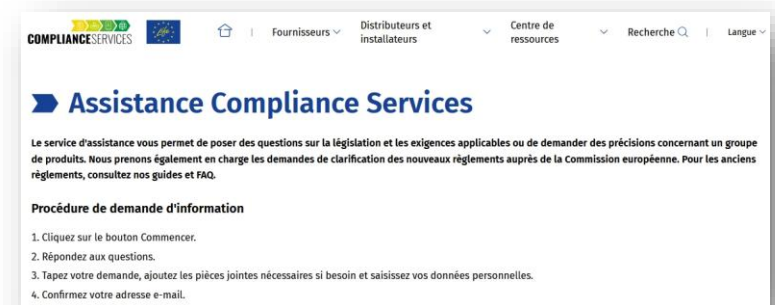 COMPLIANCESERVICES
Fournisseurs
Distributeurs et
installateurs
Centre de
ressources
Recherche
Langue
Assistance Compliance Services
Le service d'assistance vous permet de poser des questions sur la législation et les exigences applicables ou de demander des précisions concernant un groupe
de produits. Nous prenons également en charge les demandes de clarification des nouveaux règlements auprès de la Commission européenne. Pour les anciens
règlements, consultez nos guides et FAQ.
Procédure de demande d'information
1. Cliquez sur le bouton Commencer.
2. Répondez aux questions.
3. Tapez votre demande, ajoutez les pièces jointes nécessaires si besoin et saisissez vos données personnelles.
4. Confirmez votre adresse e-mail.